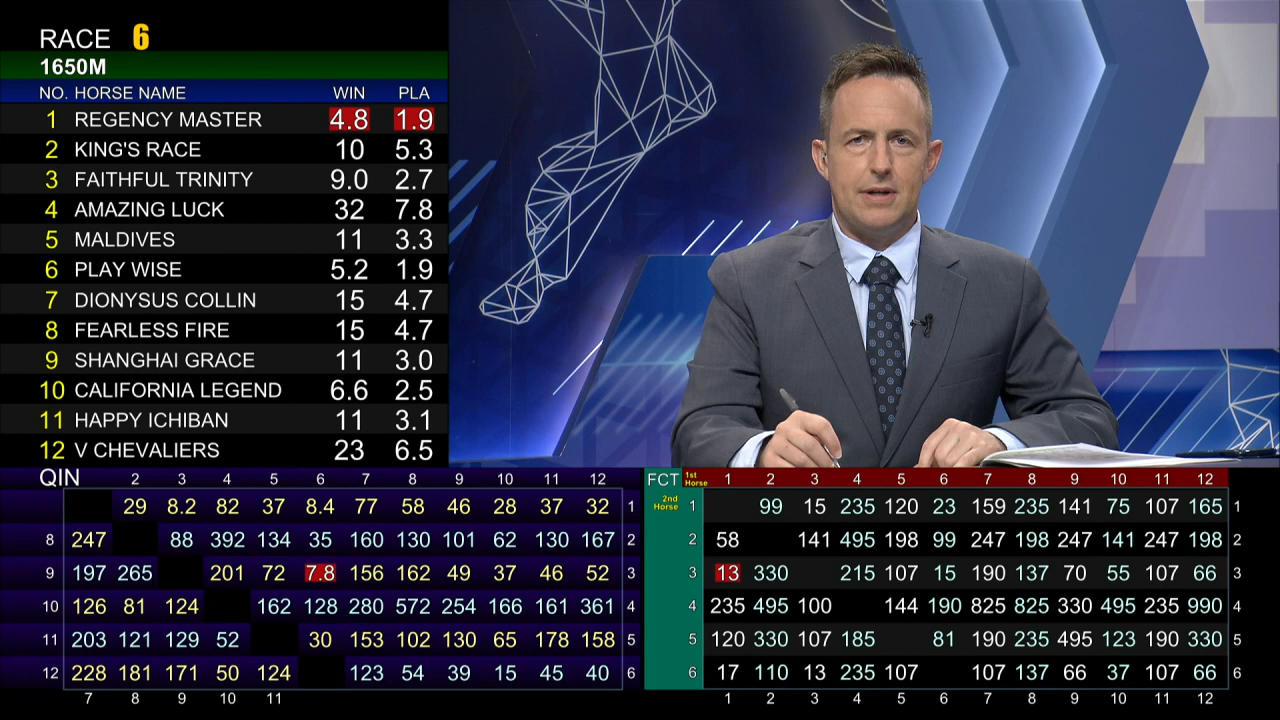 RACE 6
1650M
NO. HORSE NAME WIN PLA
1 REGENCY MASTER 4.8 1.9
2 KING'S RACE 10 5.3
3 FAITHFUL TRINITY 9.0 2.7
4 AMAZING LUCK 32 7.8
5 MALDIVES 11 3.3
6 PLAY WISE 5.2 1.9
7 DIONYSUS COLLIN 15 4.7
8 FEARLESS FIRE 15 4.7
9 SHANGHAI GRACE 11 3.0
10 CALIFORNIA LEGEND 6.6 2.5
11 HAPPY ICHIBAN 11 3.1
12 V CHEVALIERS 23 6.5
QIN 2 3 4 5 6 7 8 9 10 11 12
29 8.2 82 37 8.4 77 58 46 28 37 32 1
8 247 88 392 134 35 160 130 101 62 130 167 2
9 197 265 201 72 7.8 156 162 49 37 46 52 3
10 126 81 124 162 128 280 572 254 166 161 361 4
11 203 121 129 52 30 153 102 130 65 178 158 5
12 228 181 171 50 124 123 54 39 15 45 40 6
7 8 9 10 11
FCT 1st Horse 1 2 3 4 5 6 7 8 9 10 11 12
2nd Horse 1 99 15 235 120 23 159 235 141 75 107 165 1
2 58 141 495 198 99 247 198 247 141 247 198 2
3 13 330 215 107 15 190 137 70 55 107 66 3
4 235 495 100 144 190 825 825 330 495 235 990 4
5 120 330 107 185 81 190 235 495 123 190 330 5
6 17 110 13 235 107 107 137 66 37 107 66 6
1 2 3 4 5 6 7 8 9 10 11 12